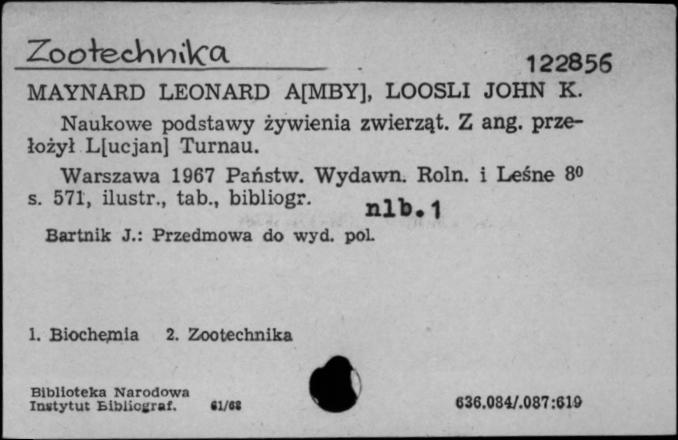 Zootechnika
122856
MAYNARD LEONARD A[MBY], LOOSLI JOHN K.
Naukowe podstawy żywienia zwierząt. Z ang. prze-
łożył L[ucjan] Turnau.
Warszawa 1967 Państw. Wydawn. Roln. i Leśne 8⁰
s. 571, ilustr., tab., bibliogr.
nlb.1
Bartnik J.: Przedmowa do wyd. pol.
1. Biochemia 2. Zootechnika
Biblioteka Narodowa
Instytut Bibliograf. 61/68
636.084/.087:619